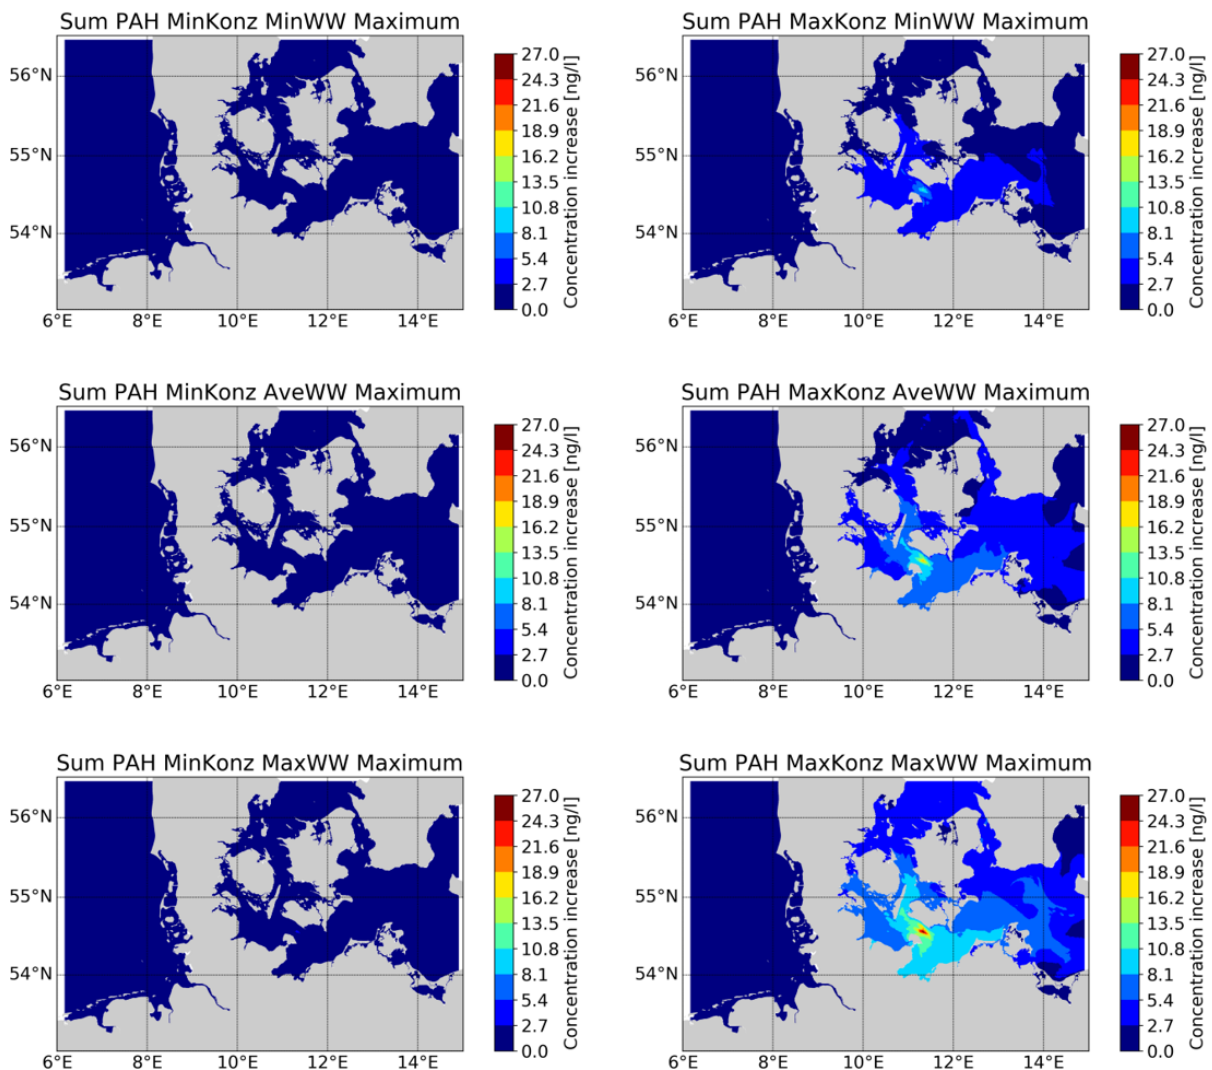 Sum PAH MinKonz MinWW Maximum
56°N
55°N
54°N
6°E 8°E 10°E 12°E 14°E
27.0
24.3
21.6
18.9
16.2
13.5
10.8
8.1
5.4
2.7
0.0
Concentration increase [ng/l]
Sum PAH MaxKonz MinWW Maximum
56°N
55°N
54°N
6°E 8°E 10°E 12°E 14°E
27.0
24.3
21.6
18.9
16.2
13.5
10.8
8.1
5.4
2.7
0.0
Concentration increase [ng/l]
Sum PAH MinKonz AveWW Maximum
56°N
55°N
54°N
6°E 8°E 10°E 12°E 14°E
27.0
24.3
21.6
18.9
16.2
13.5
10.8
8.1
5.4
2.7
0.0
Concentration increase [ng/l]
Sum PAH MaxKonz AveWW Maximum
56°N
55°N
54°N
6°E 8°E 10°E 12°E 14°E
27.0
24.3
21.6
18.9
16.2
13.5
10.8
8.1
5.4
2.7
0.0
Concentration increase [ng/l]
Sum PAH MinKonz MaxWW Maximum
56°N
55°N
54°N
6°E 8°E 10°E 12°E 14°E
27.0
24.3
21.6
18.9
16.2
13.5
10.8
8.1
5.4
2.7
0.0
Concentration increase [ng/l]
Sum PAH MaxKonz MaxWW Maximum
56°N
55°N
54°N
6°E 8°E 10°E 12°E 14°E
27.0
24.3
21.6
18.9
16.2
13.5
10.8
8.1
5.4
2.7
0.0
Concentration increase [ng/l]